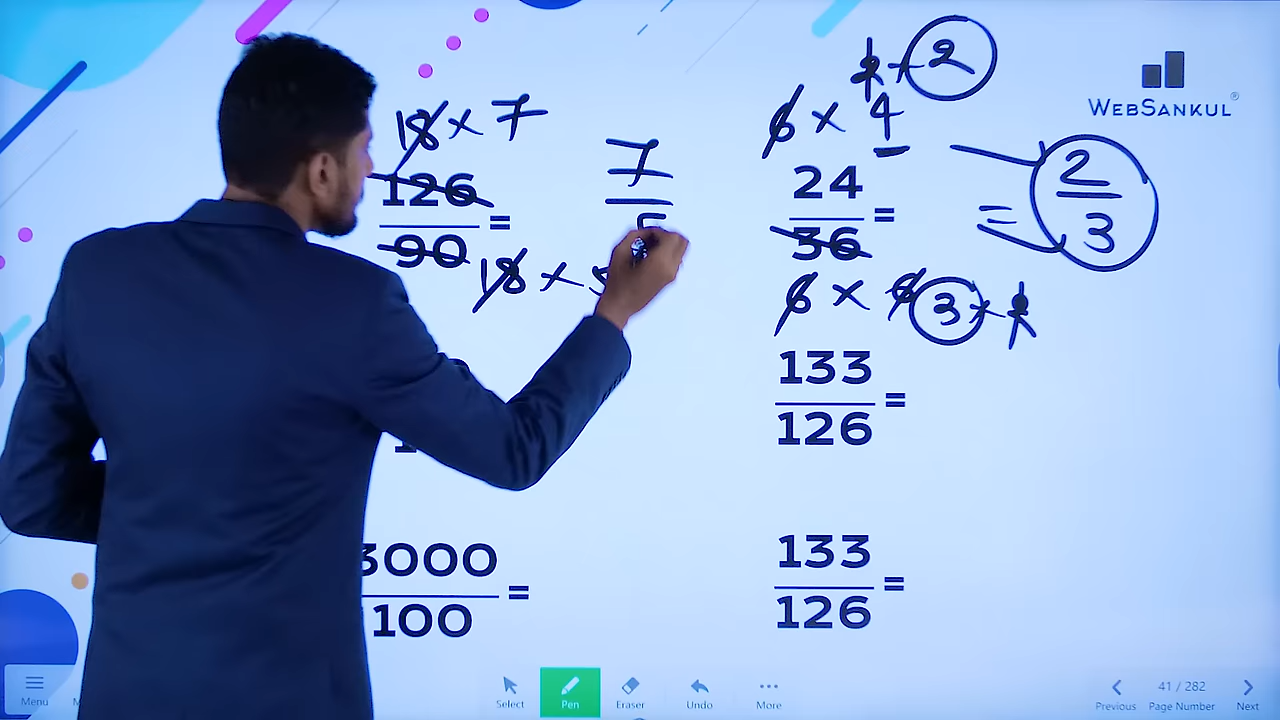 18 × 7
126
90
=
18 × 5
7
2
6 × 4
24
36
=
6 × 6
3 ×
=
2
3
WEBSANKUL®
133
126
=
3000
100
=
133
126
=
Menu
Select
Pen
Eraser
Undo
More
Previous
41 / 282
Page Number
Next